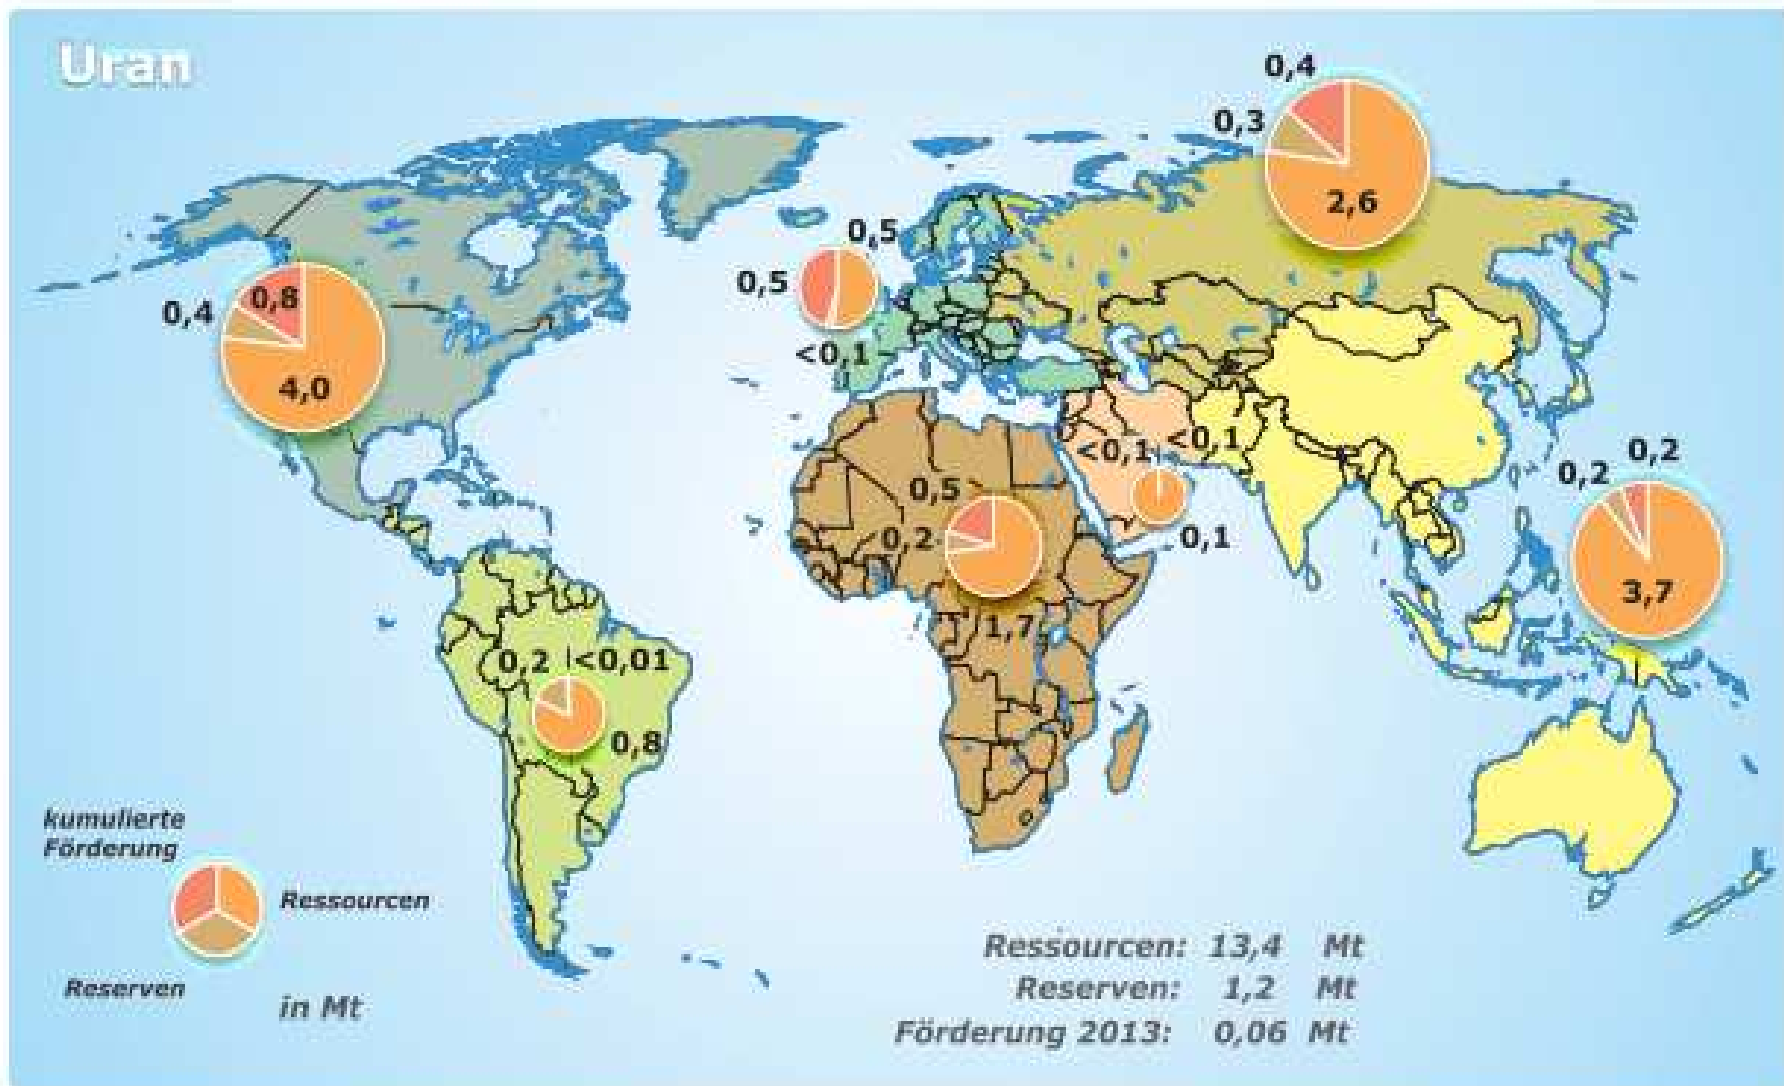 Uran
0,4
0,3
2,6
0,5
0,5
<0,1
0,4
0,8
4,0
<0,1
<0,1
0,1
0,5
0,2
1,7
0,2
0,2
3,7
0,2
<0,01
0,8
kumulierte
Förderung
Ressourcen
Reserven
in Mt
Ressourcen: 13,4 Mt
Reserven: 1,2 Mt
Förderung 2013: 0,06 Mt